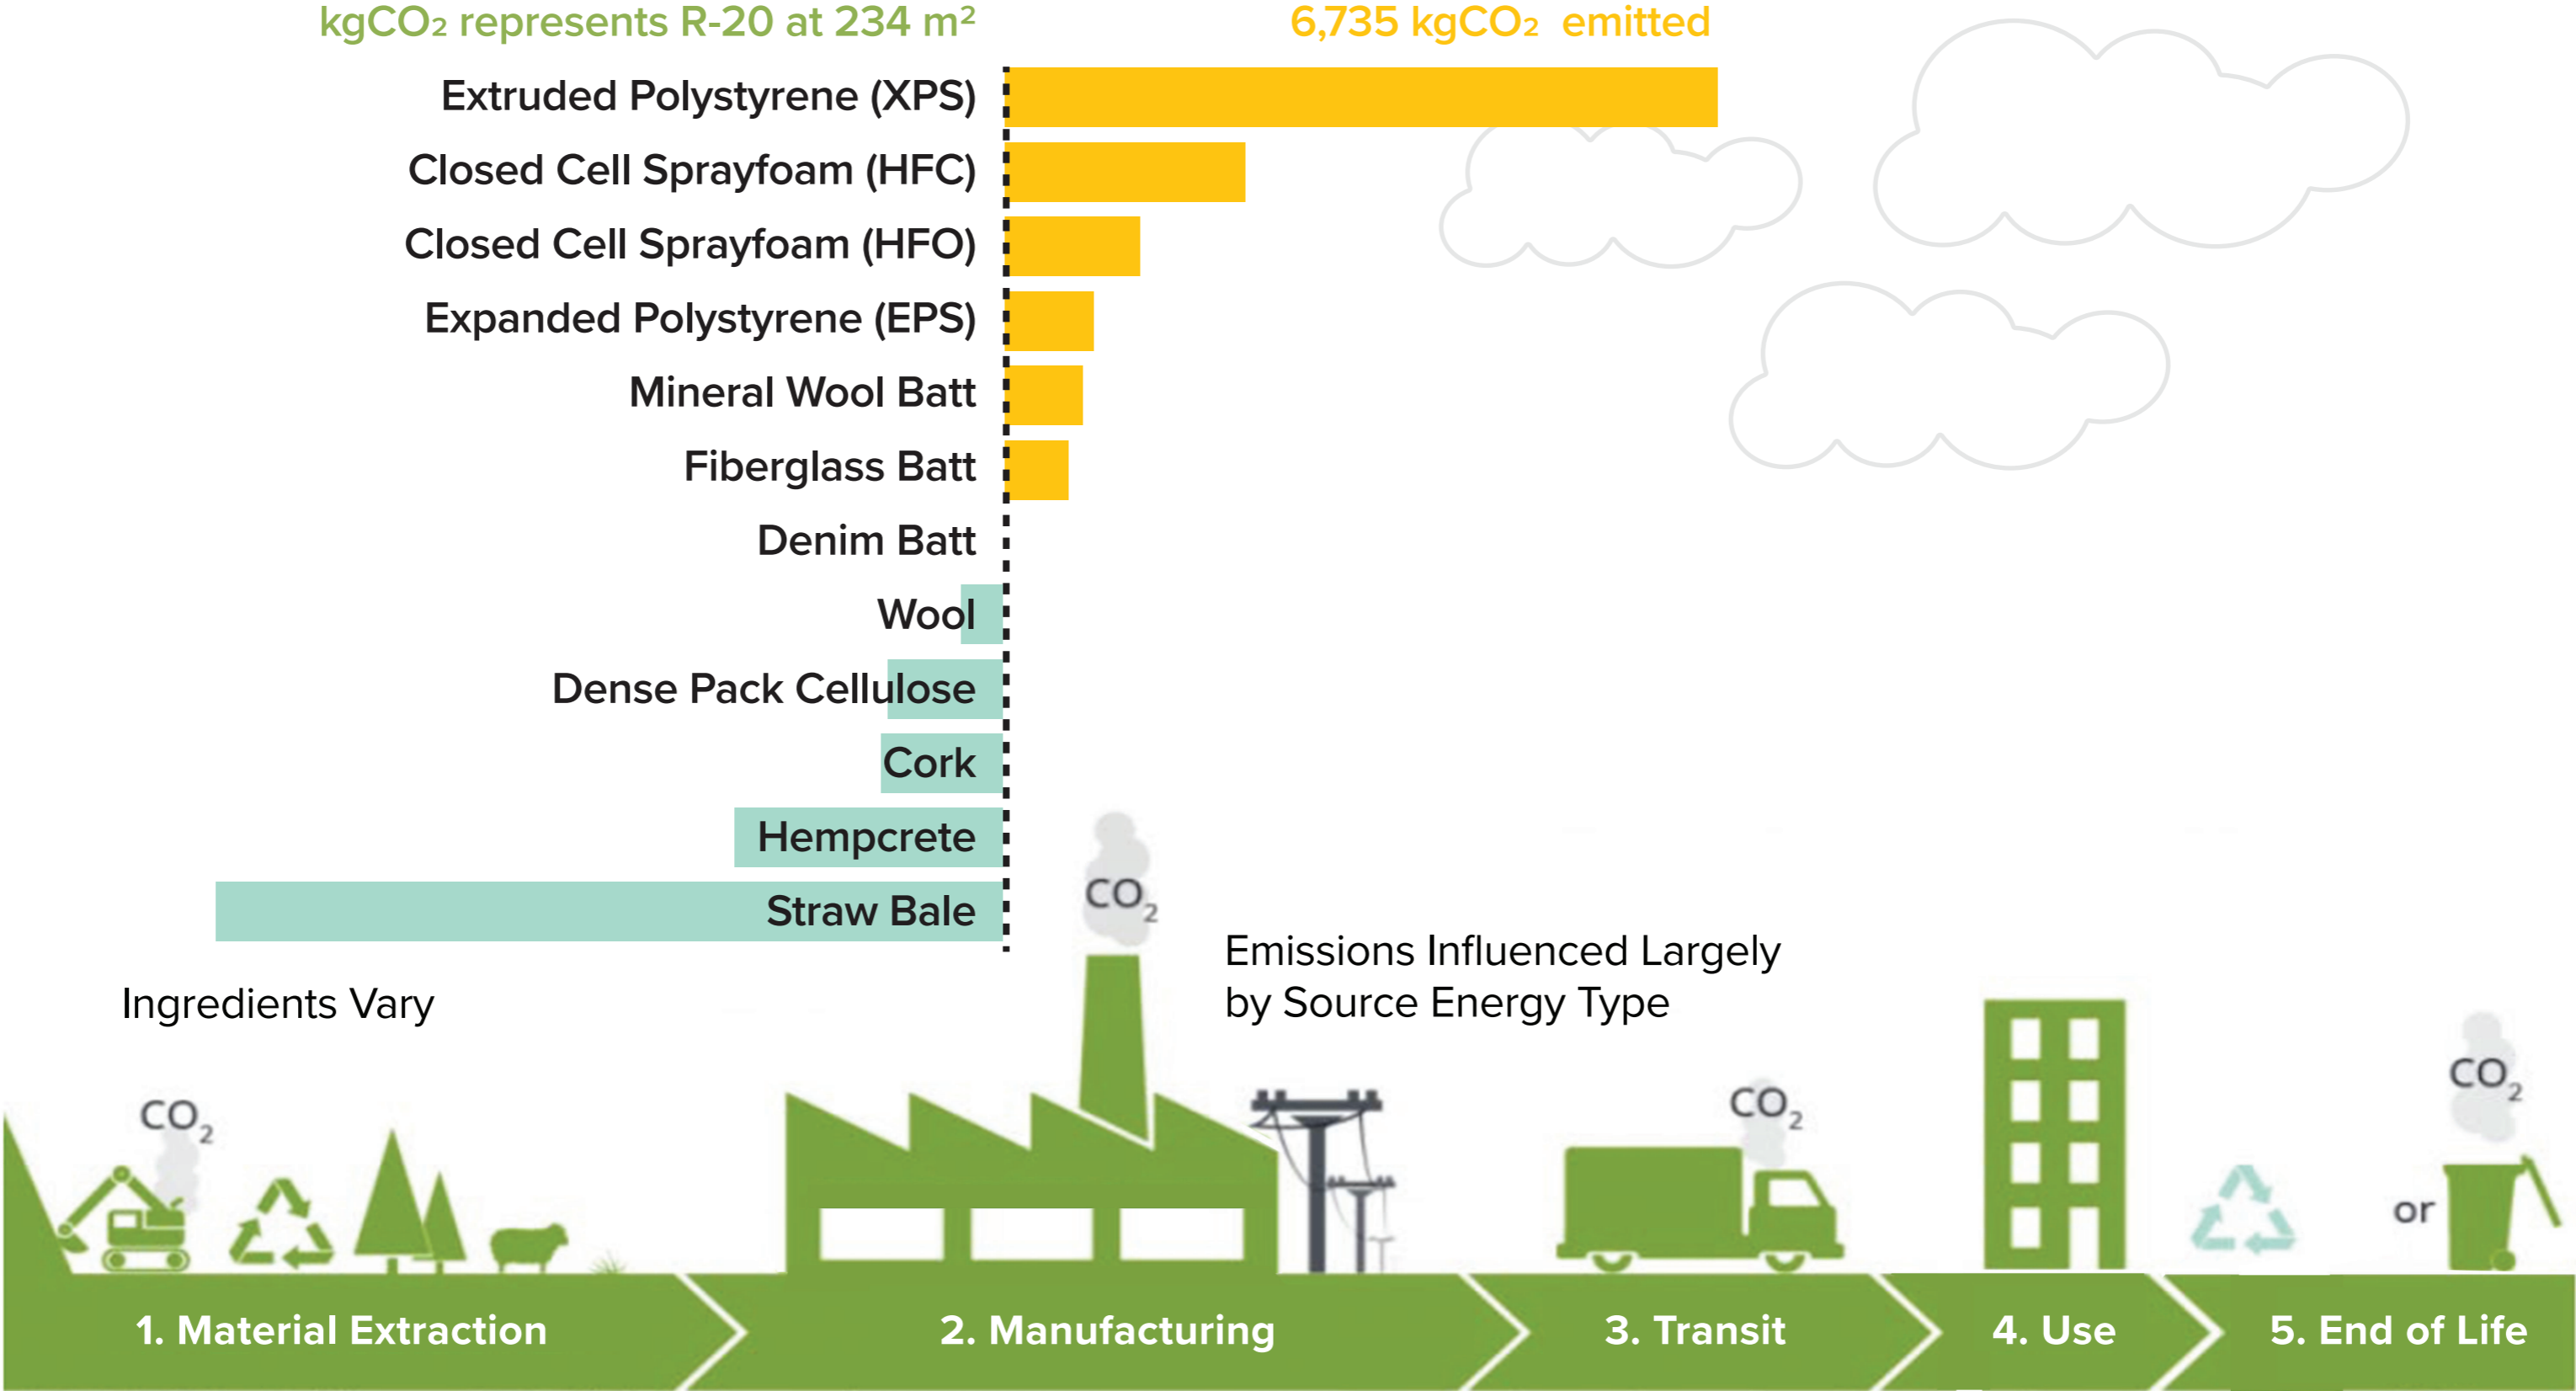 kgCO₂ represents R-20 at 234 m²
6,735 kgCO₂ emitted
Extruded Polystyrene (XPS)
Closed Cell Sprayfoam (HFC)
Closed Cell Sprayfoam (HFO)
Expanded Polystyrene (EPS)
Mineral Wool Batt
Fiberglass Batt
Denim Batt
Wool
Dense Pack Cellulose
Cork
Hempcrete
Straw Bale
CO₂
Emissions Influenced Largely
by Source Energy Type
Ingredients Vary
CO₂
CO₂
CO₂
or
1. Material Extraction
2. Manufacturing
3. Transit
4. Use
5. End of Life